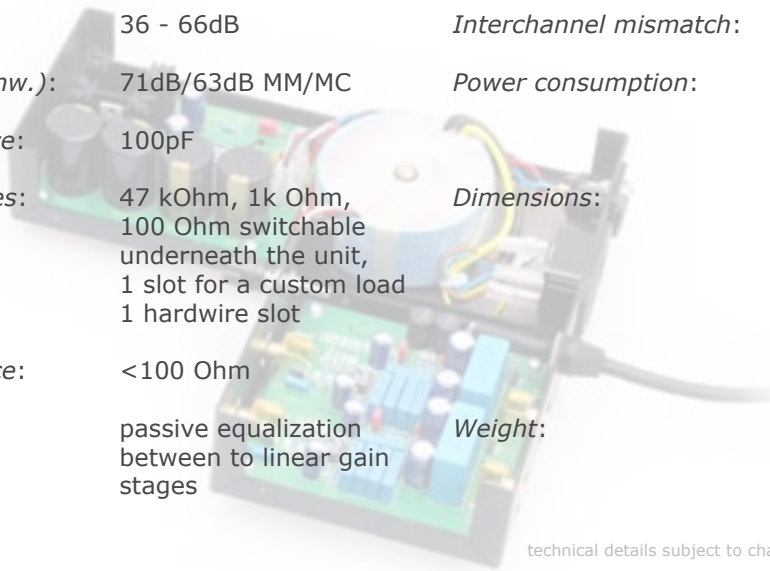 36 - 66dB Interchannel mismatch:
nw.): 71dB/63dB MM/MC Power consumption:
e: 100pF
es: 47 kOhm, 1k Ohm, Dimensions:
100 Ohm switchable
underneath the unit,
1 slot for a custom load
1 hardwire slot
ce: <100 Ohm
passive equalization Weight:
between to linear gain
stages
technical details subject to cha